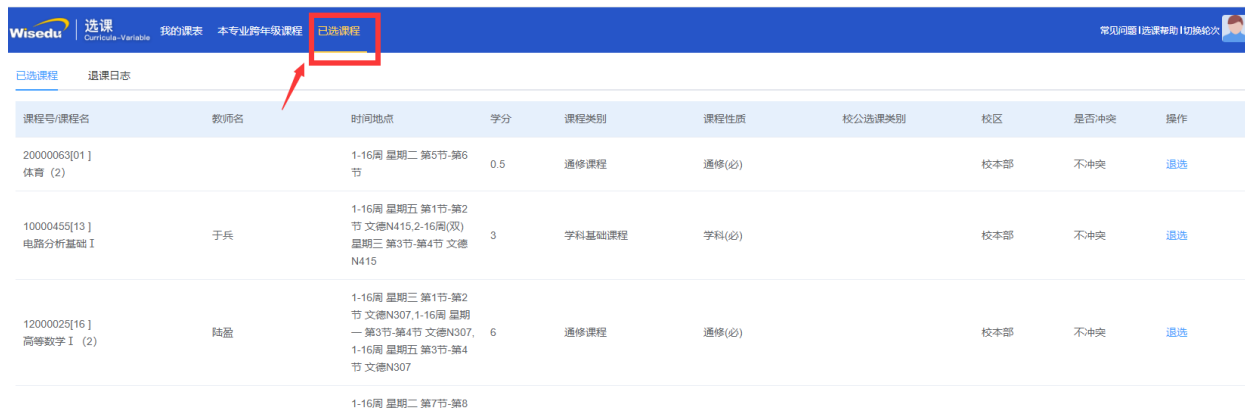 Wisedu 选课 Curricula-Variable 我的课表 本专业跨年级课程 已选课程 常见问题|选课帮助|切换轮次
已选课程 退课日志
课程号/课程名 教师名 时间地点 学分 课程类别 课程性质 校公选课类别 校区 是否冲突 操作
20000063[01 ]
体育（2）
1-16周 星期二 第5节-第6
节
0.5 通修课程 通修(必) 校本部 不冲突 退选
10000455[13 ]
电路分析基础Ⅰ
于兵
1-16周 星期五 第1节-第2
节 文德N415,2-16周(双)
星期三 第3节-第4节 文德
N415
3 学科基础课程 学科(必) 校本部 不冲突 退选
12000025[16 ]
高等数学Ⅰ（2）
陆盈
1-16周 星期三 第1节-第2
节 文德N307,1-16周 星期
一 第3节-第4节 文德N307,
1-16周 星期五 第3节-第4
节 文德N307
6 通修课程 通修(必) 校本部 不冲突 退选
1-16周 星期二 第7节-第8